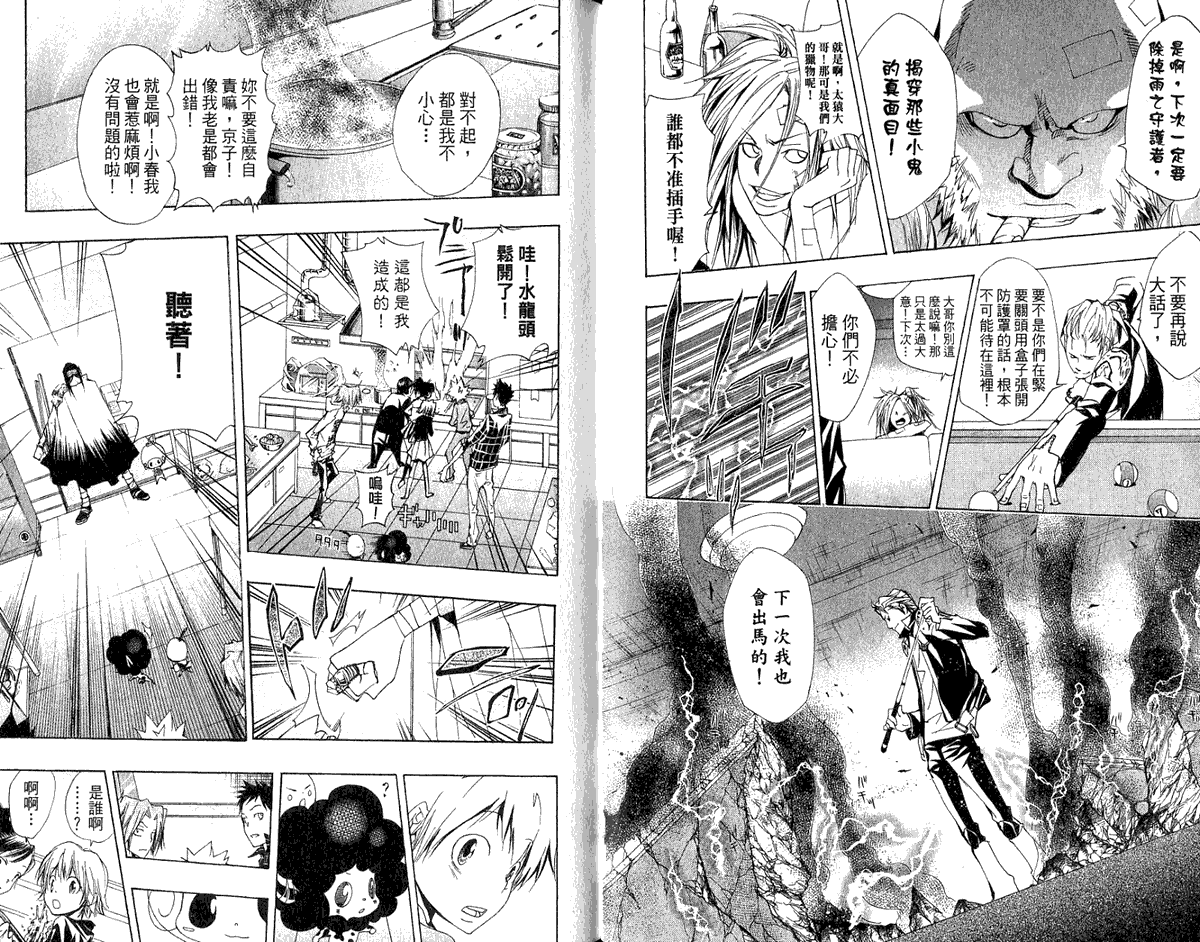 是啊，下次一定要
除掉雨之守護者，
揭穿那些小鬼
的真面目！
就是啊，太猿大
哥！那可是我們
的獵物呢！
誰都不准插手喔！
不要再說
大話了，
要不是你們在緊
要關頭用盒子張開
防護罩的話，根本
不可能待在這裡！
大哥你別這
麼說嘛！那
只是太過大
意！下次…
你們不必
擔心！
下一次我也
會出馬的！
對不起，
都是我不
小心…
妳不要這麼自
責嘛，京子！
像我老是都會
出錯！
就是啊！小春我
也會惹麻煩啊！
沒有問題的啦！
哇！水龍頭
鬆開了！
這都是我
造成的！
嗚哇！
聽著！
?
是誰啊
……?
啊啊…